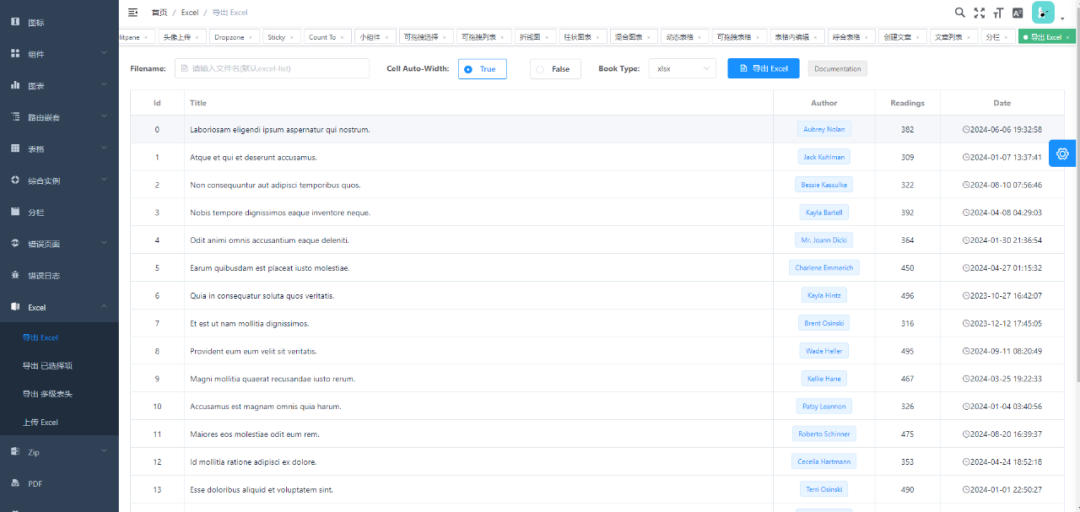 图标
组件
图表
路由嵌套
表格
综合实例
分栏
错误页面
错误日志
Excel
导出 Excel
导出 已选择项
导出 多级表头
上传 Excel
Zip
PDF
首页 / Excel / 导出 Excel
litpane × 头像上传 × Dropzone × Sticky × Count To × 小组件 × 可拖拽选择 × 可拖拽列表 × 折线图 × 柱状图表 × 混合图表 × 动态表格 × 可拖拽表格 × 表格内编辑 × 综合表格 × 创建文章 × 文章列表 × 分栏 × 导出 Excel ×
Filename: 请输入文件名(默认excel-list) Cell Auto-Width: True False Book Type: xlsx 导出 Excel Documentation
Id Title Author Readings Date
0 Laboriosam eligendi ipsum aspernatur qui nostrum. Aubrey Nolan 382 2024-06-06 19:32:58
1 Atque et qui et deserunt accusamus. Jack Kuhlman 309 2024-01-07 13:37:41
2 Non consequuntur aut adipisci temporibus quos. Bessie Kassulke 322 2024-08-10 07:56:46
3 Nobis tempore dignissimos eaque inventore neque. Kayla Bartell 392 2024-04-08 04:29:03
4 Odit animi omnis accusantium eaque deleniti. Mr. Joann Dicki 364 2024-01-30 21:36:54
5 Earum quibusdam est placeat iusto molestiae. Charlene Emmerich 450 2024-04-27 01:15:32
6 Quia in consequatur soluta quos veritatis. Kayla Hintz 496 2023-10-27 16:42:07
7 Et est ut nam mollitia dignissimos. Brent Osinski 316 2023-12-12 17:45:05
8 Provident eum eum velit sit veritatis. Wade Heller 495 2024-09-11 08:20:49
9 Magni mollitia quaerat recusandae iusto rerum. Kellie Hane 467 2024-03-25 19:22:33
10 Accusamus est magnam omnis quia harum. Patsy Leannon 326 2024-01-04 03:40:56
11 Maiores eos molestiae odit eum rem. Roberto Schinner 475 2024-08-20 16:39:37
12 Id mollitia ratione adipisci ex dolore. Cecelia Hartmann 353 2024-04-24 18:52:18
13 Esse doloribus aliquid et voluptatem sint. Terri Osinski 490 2024-01-01 22:50:27